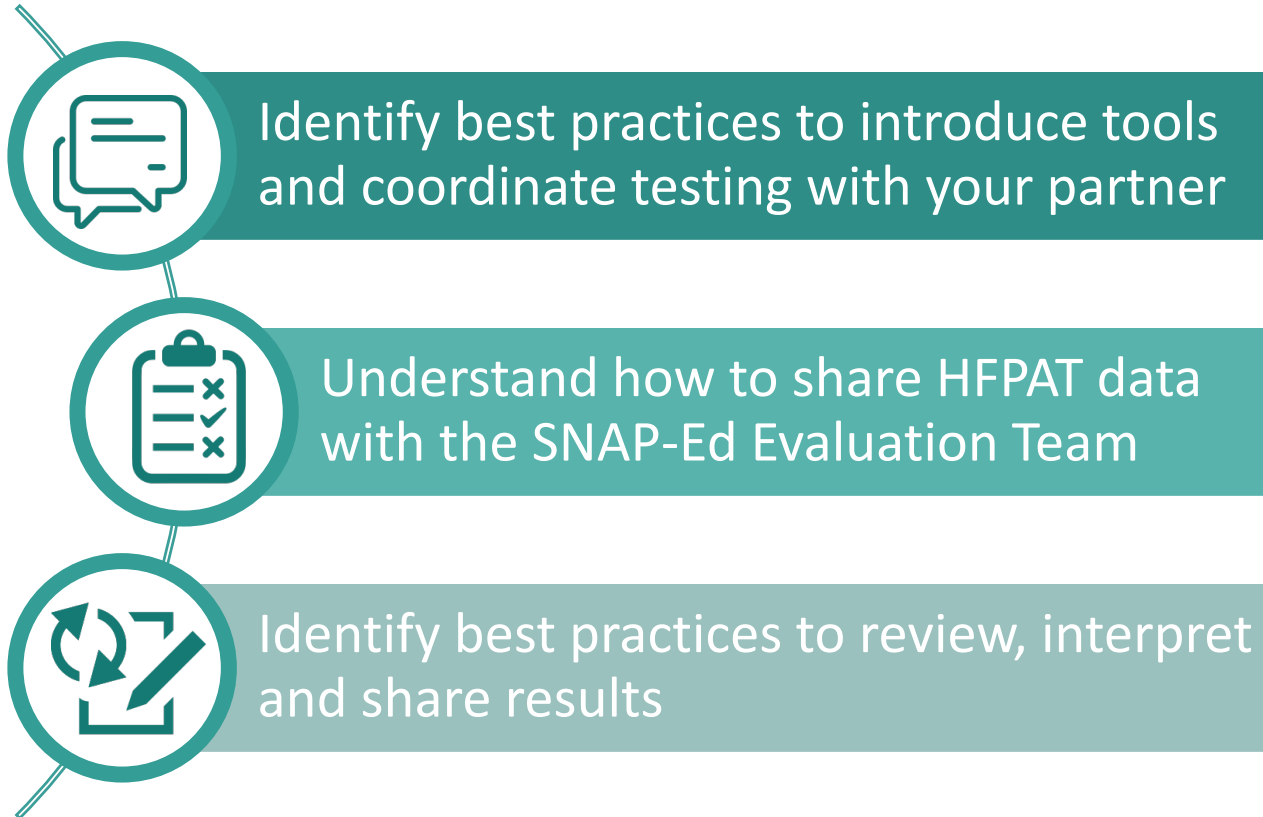 Identify best practices to introduce tools
and coordinate testing with your partner
Understand how to share HFPAT data
with the SNAP-Ed Evaluation Team
Identify best practices to review, interpret
and share results